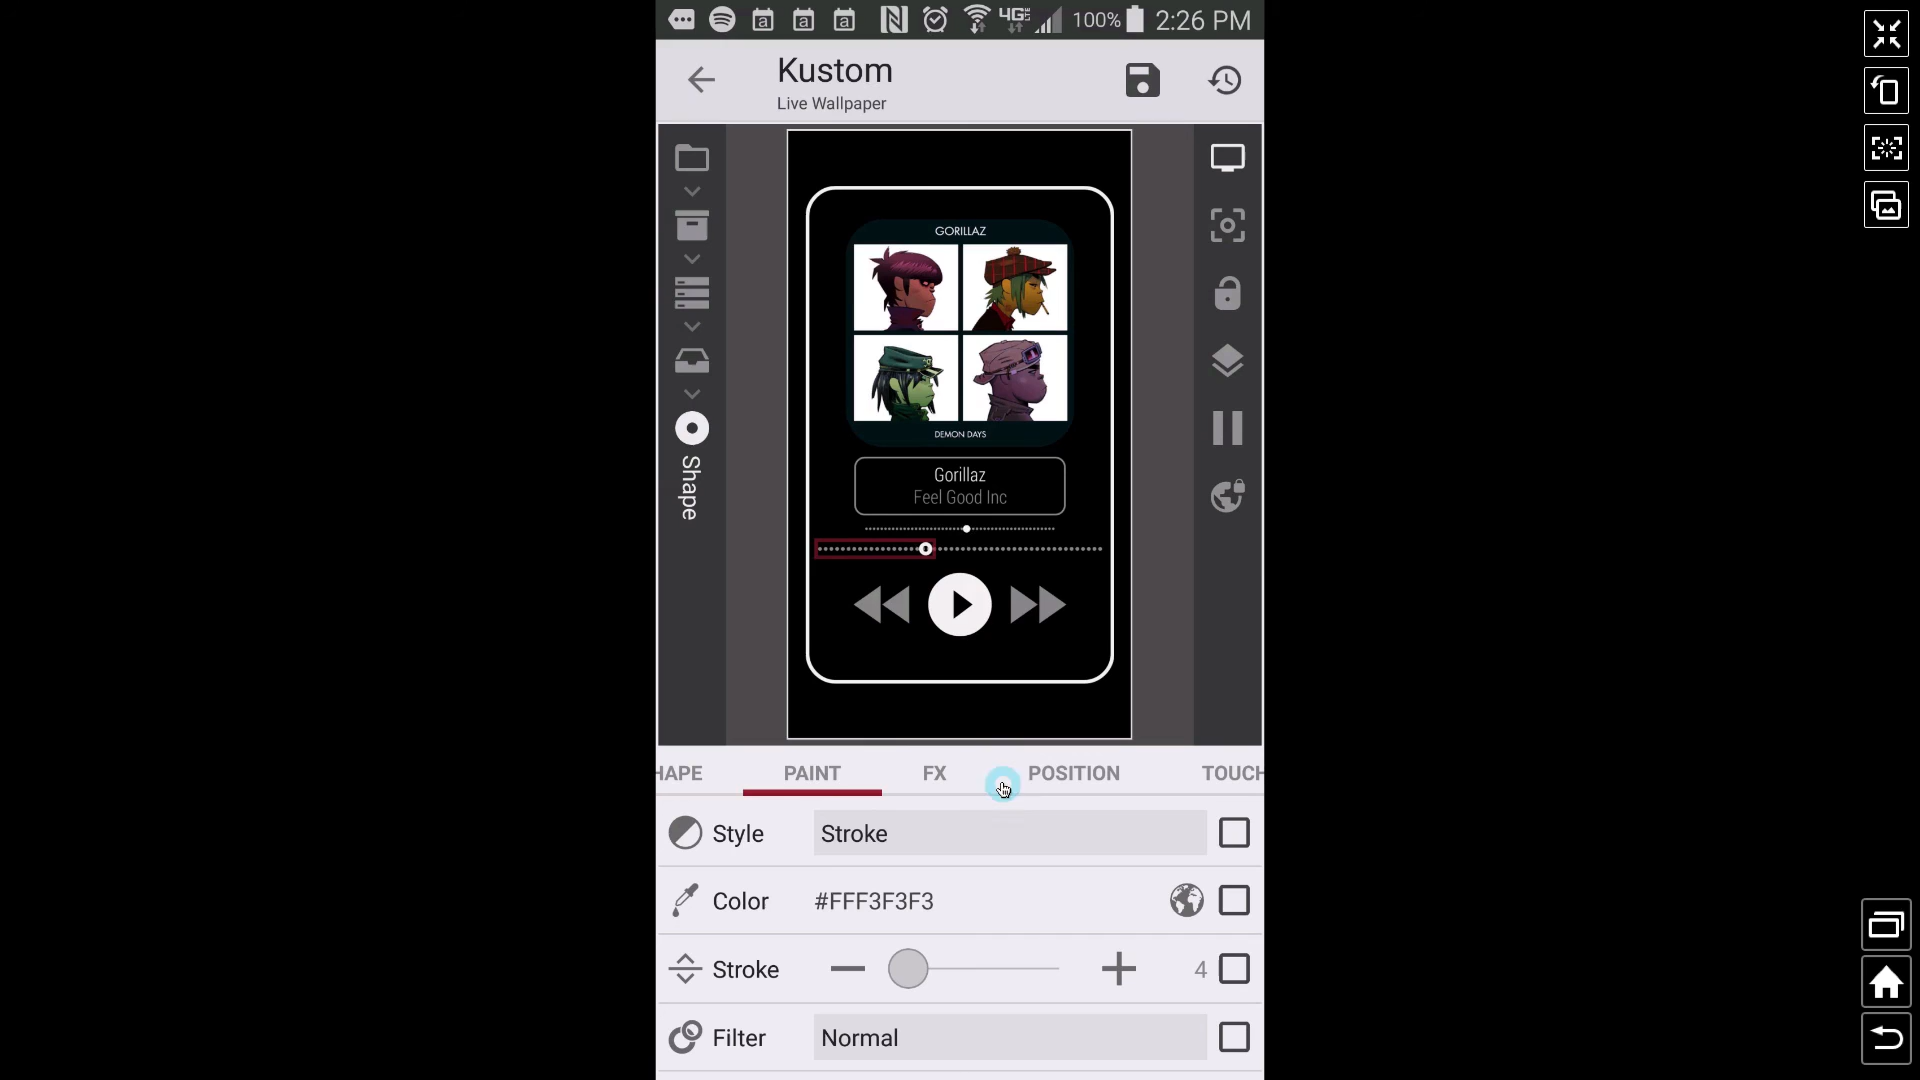 100% 2:26 PM
4G LTE
Kustom
Live Wallpaper
Shape
GORILLAZ
DEMON DAYS
Gorillaz
Feel Good Inc
HAPE PAINT FX POSITION TOUCH
Style Stroke
Color #FFF3F3F3
Stroke 4
Filter Normal